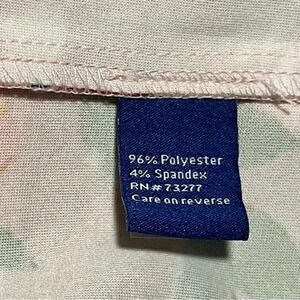 96% Polyester
4% Spandex
RN# 73277
Care on reverse